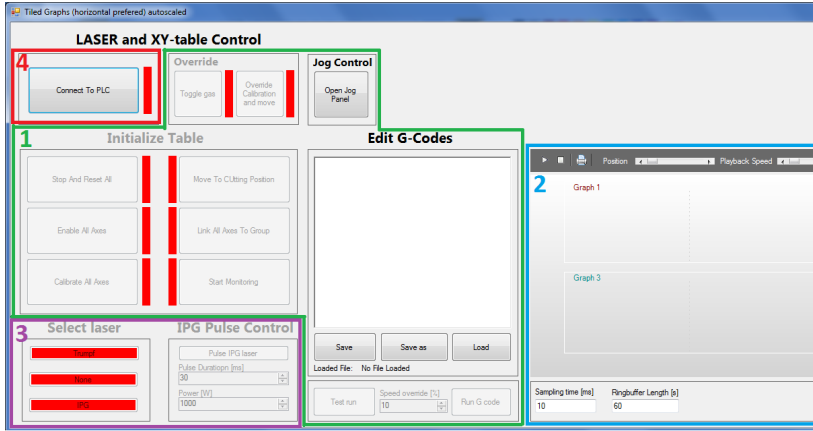 Tiled Graphs (horizontal prefered) autoscaled
LASER and XY-table Control
4
Connect To PLC
Override
Toggle gas
Override
Calibration
and move
Jog Control
Open Jog
Panel
1
Initialize Table
Stop And Reset All
Move To CUtting Position
Enable All Axes
Link All Axes To Group
Calibrate All Axes
Start Monitoring
Edit G-Codes
Save
Save as
Load
Loaded File: No File Loaded
Test run
Speed override [%]
10
Run G code
3
Select laser
Trumpf
None
IPG
IPG Pulse Control
Pulse IPG laser
Pulse Duratiopn [ms]
30
Power [W]
1000
2
Position
Playback Speed
Graph 1
Graph 3
Sampling time [ms]
10
Ringbuffer Length [s]
60